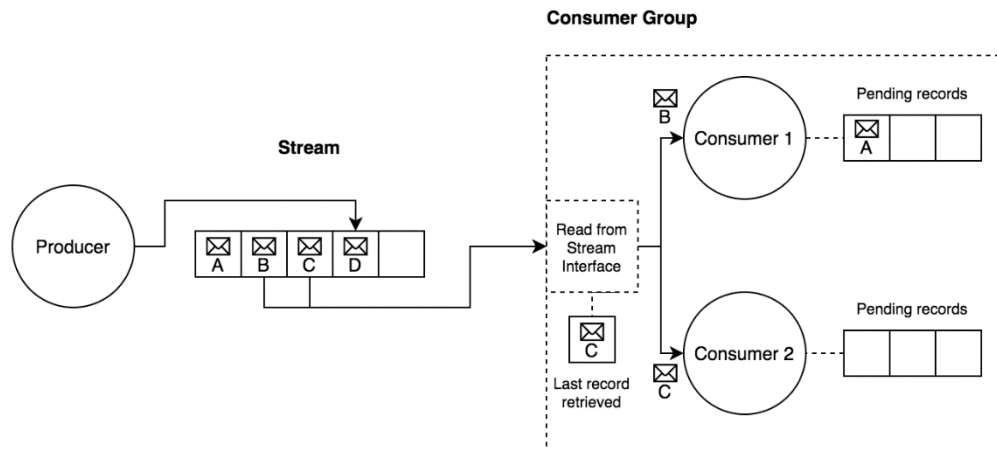 Consumer Group
Pending records
B
Consumer 1
A
Stream
Producer
A
B
C
D
Read from
Stream
Interface
Pending records
C
Consumer 2
Last record
retrieved
C